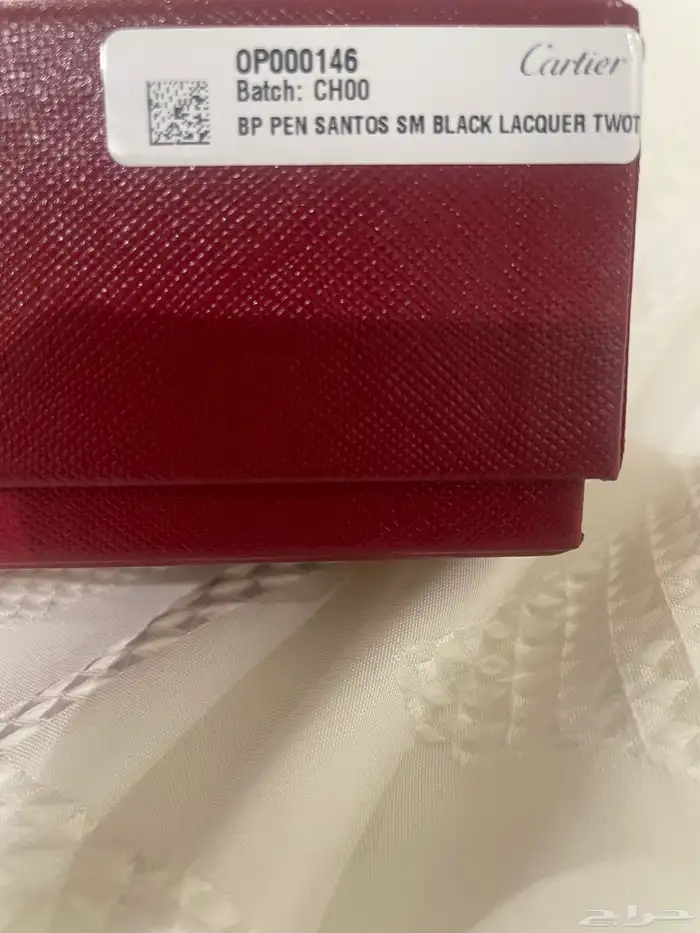 OP000146
Cartier
Batch: CH00
BP PEN SANTOS SM BLACK LACQUER TWOT
حراج